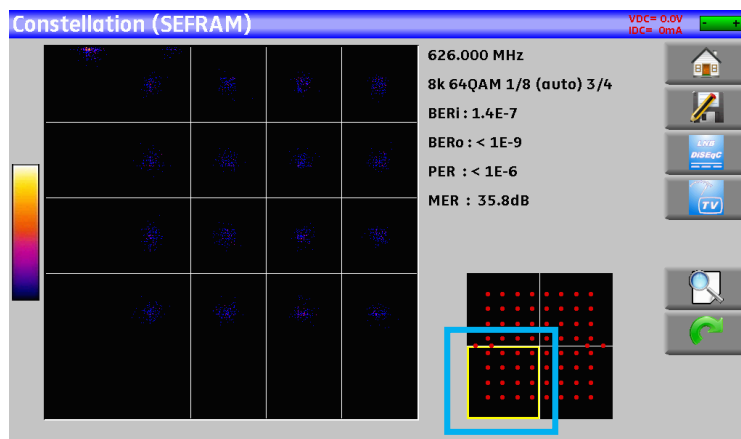 Constellation (SEFRAM)
VDC= 0.0V
IDC= 0mA
- +
626.000 MHz
8k 64QAM 1/8 (auto) 3/4
BERi : 1.4E-7
BERo : < 1E-9
PER : < 1E-6
MER : 35.8dB
LNB
DiSEqC
TV